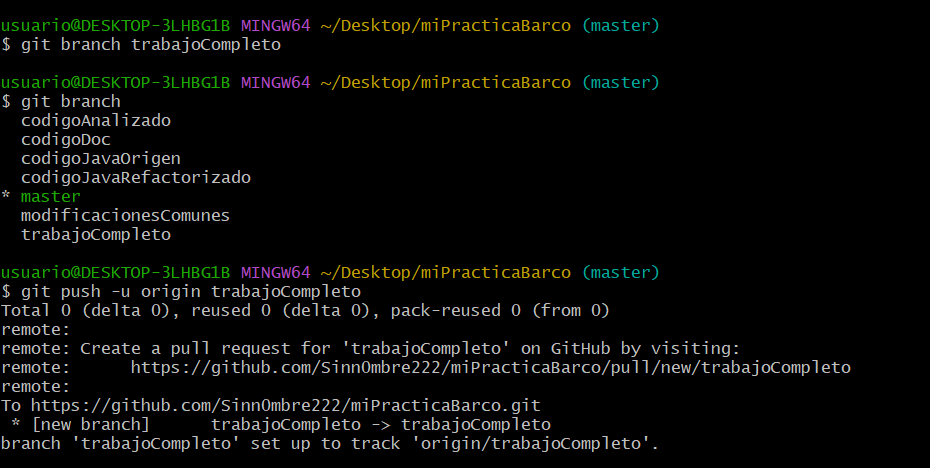 usuario@DESKTOP-3LHBG1B MINGW64 ~/Desktop/miPracticaBarco (master)
$ git branch trabajoCompleto
usuario@DESKTOP-3LHBG1B MINGW64 ~/Desktop/miPracticaBarco (master)
$ git branch
  codigoAnalizado
  codigoDoc
  codigoJavaOrigen
  codigoJavaRefactorizado
* master
  modificacionesComunes
  trabajoCompleto
usuario@DESKTOP-3LHBG1B MINGW64 ~/Desktop/miPracticaBarco (master)
$ git push -u origin trabajoCompleto
Total 0 (delta 0), reused 0 (delta 0), pack-reused 0 (from 0)
remote:
remote: Create a pull request for 'trabajoCompleto' on GitHub by visiting:
remote:      https://github.com/SinnOmbre222/miPracticaBarco/pull/new/trabajoCompleto
remote:
To https://github.com/SinnOmbre222/miPracticaBarco.git
 * [new branch]      trabajoCompleto -> trabajoCompleto
branch 'trabajoCompleto' set up to track 'origin/trabajoCompleto'.